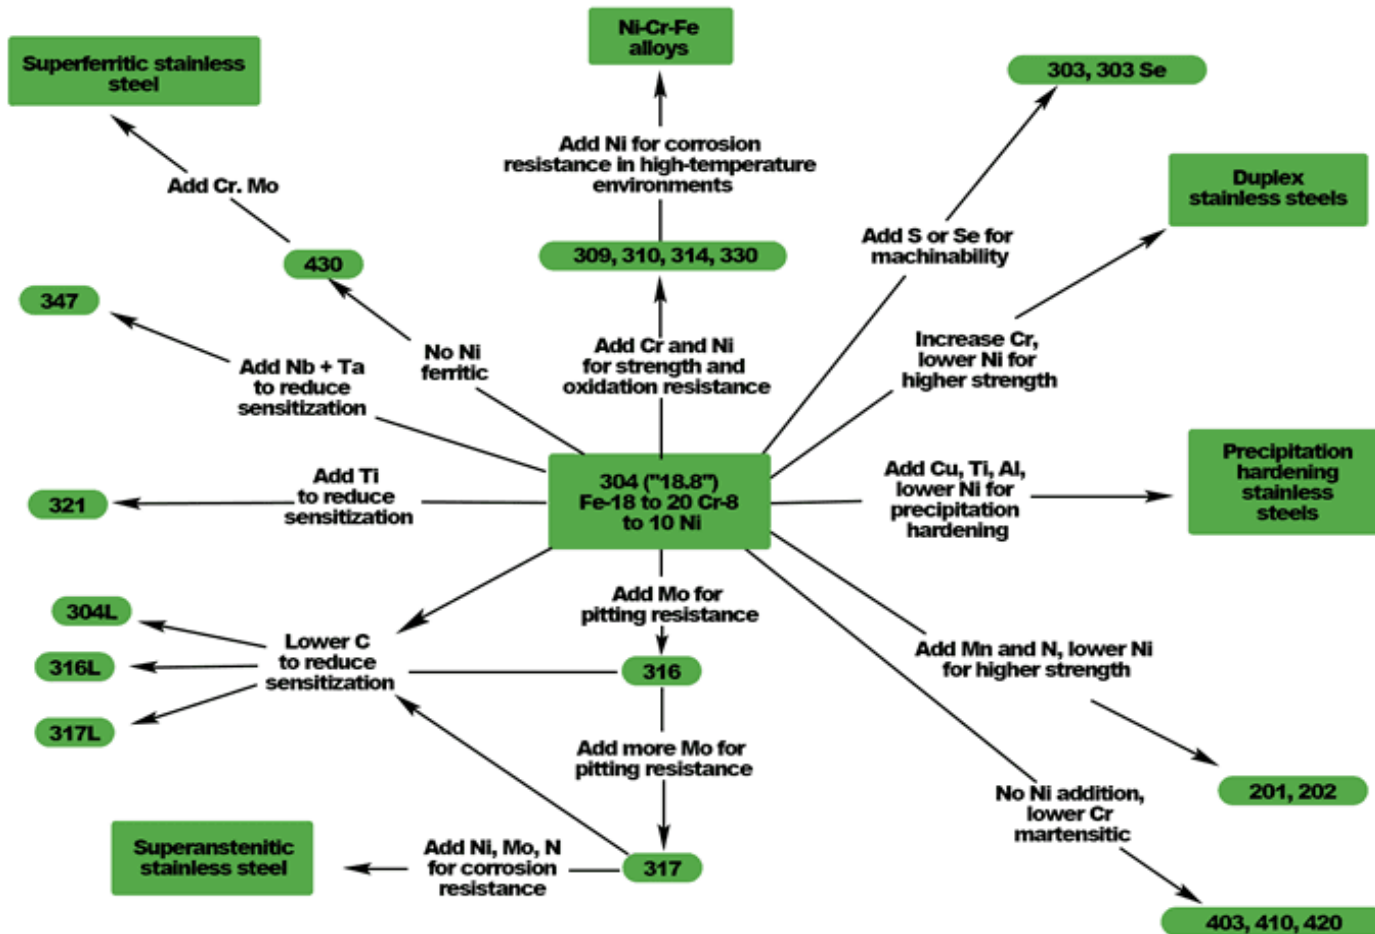 Ni-Cr-Fe
alloys
Superferritic stainless
steel
303, 303 Se
Add Ni for corrosion
resistance in high-temperature
environments
Add Cr. Mo
Duplex
stainless steels
Add S or Se for
machinability
430
309, 310, 314, 330
347
No Ni
ferritic
Add Cr and Ni
for strength and
oxidation resistance
Increase Cr,
lower Ni for
higher strength
Add Nb + Ta
to reduce
sensitization
304 ("18.8")
Fe-18 to 20 Cr-8
to 10 Ni
Add Ti
to reduce
sensitization
321
Add Cu, Ti, Al,
lower Ni for
precipitation
hardening
Precipitation
hardening
stainless
steels
Add Mo for
pitting resistance
304L
316L
317L
Lower C
to reduce
sensitization
316
Add Mn and N, lower Ni
for higher strength
Add more Mo for
pitting resistance
201, 202
No Ni addition,
lower Cr
martensitic
Superanstenitic
stainless steel
Add Ni, Mo, N
for corrosion
resistance
317
403, 410, 420